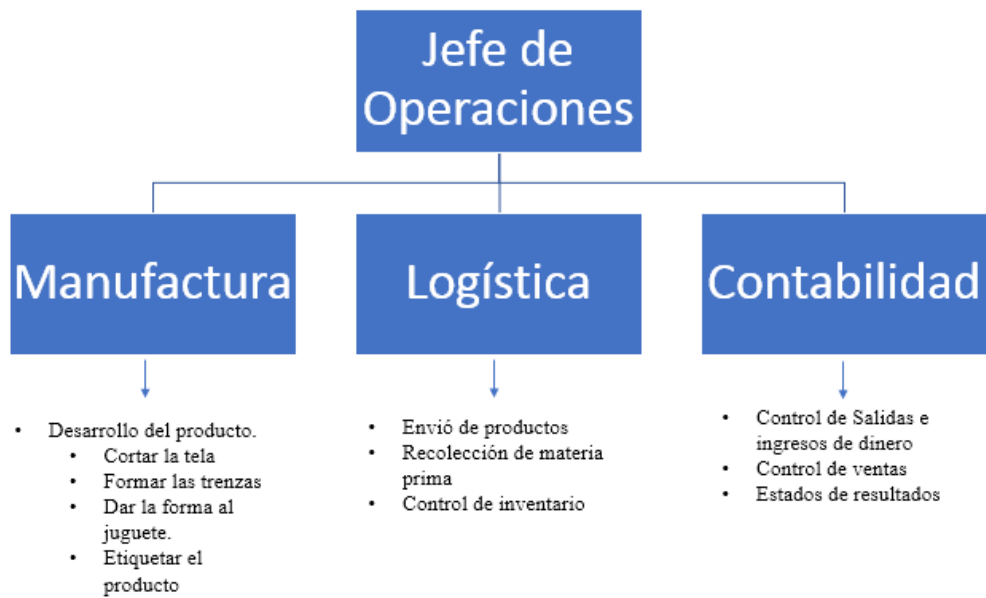 Jefe de
Operaciones
Manufactura
Logística
Contabilidad
• Desarrollo del producto.
• Cortar la tela
• Formar las trenzas
• Dar la forma al
juguete.
• Etiquetar el
producto
• Envió de productos
• Recolección de materia
prima
• Control de inventario
• Control de Salidas e
ingresos de dinero
• Control de ventas
• Estados de resultados